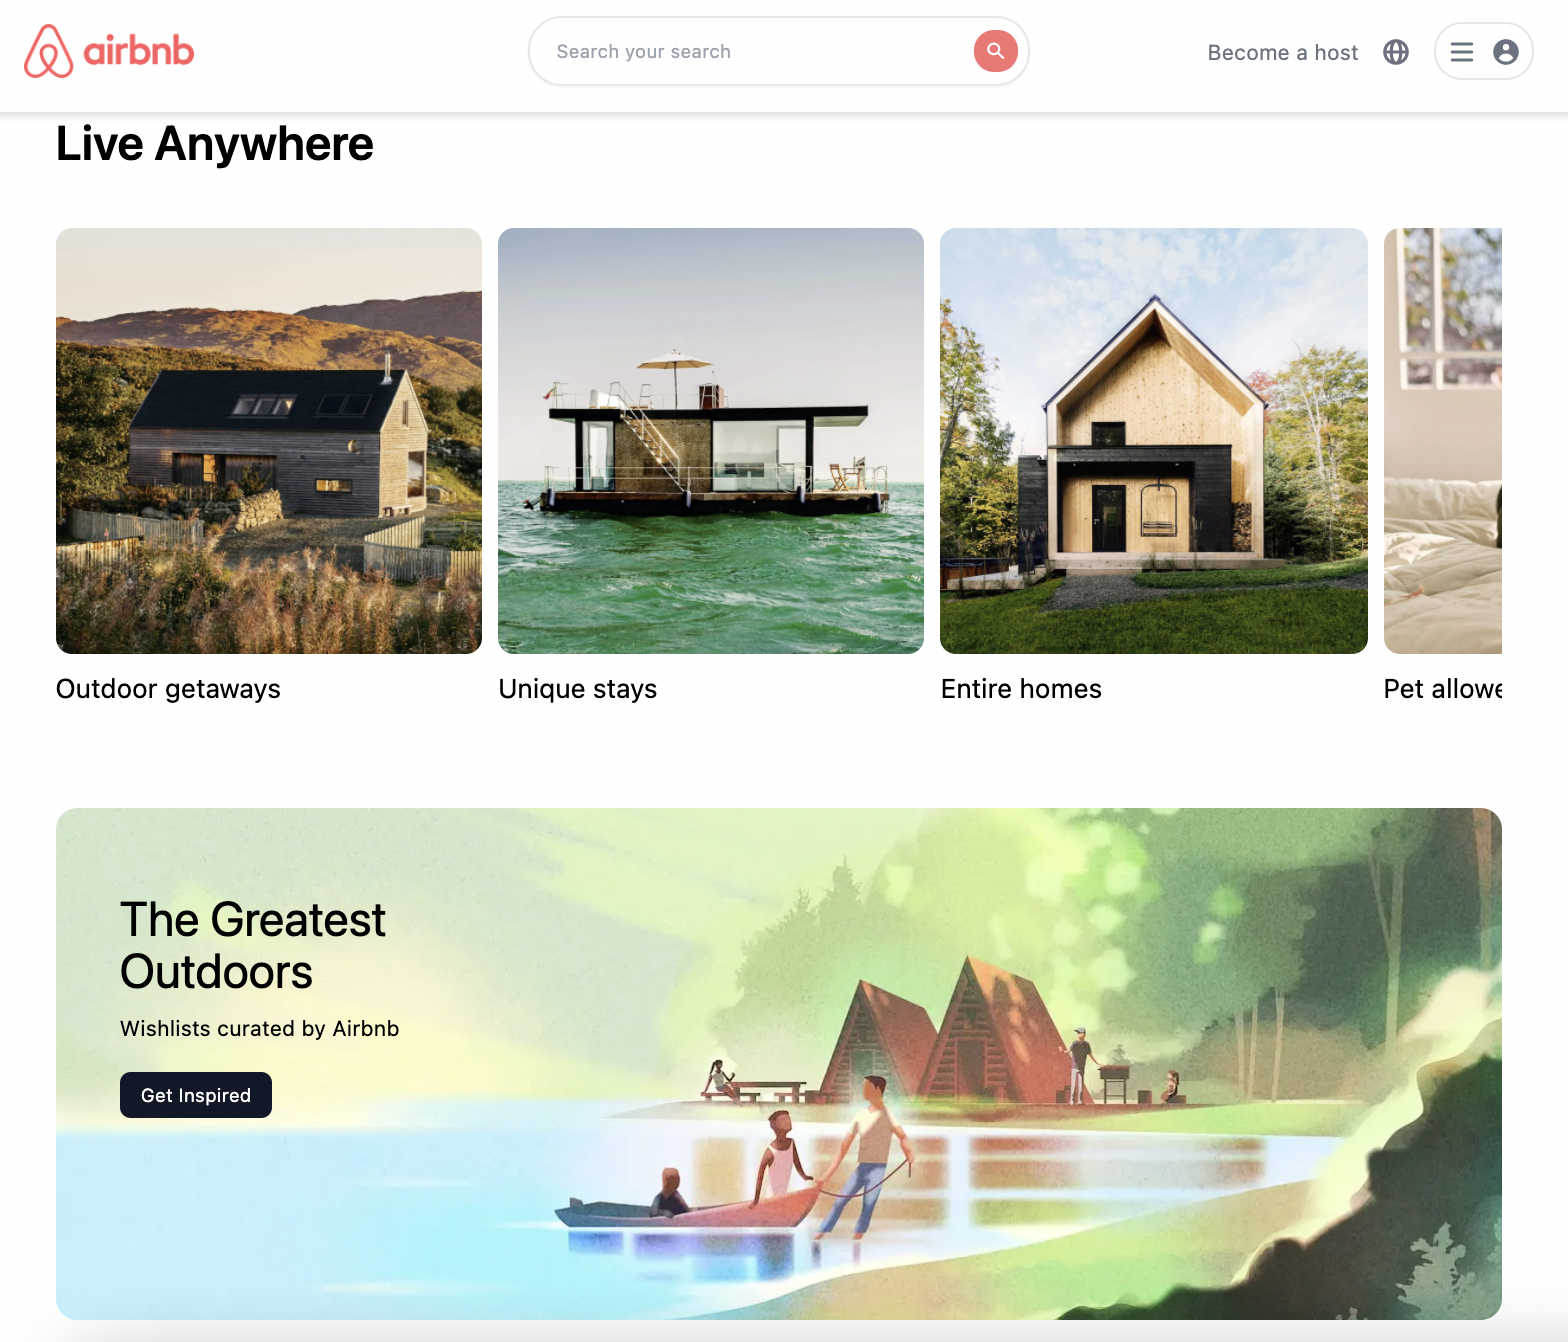 airbnb
Search your search
Become a host
Live Anywhere
Outdoor getaways
Unique stays
Entire homes
Pet allowe
The Greatest
Outdoors
Wishlists curated by Airbnb
Get Inspired